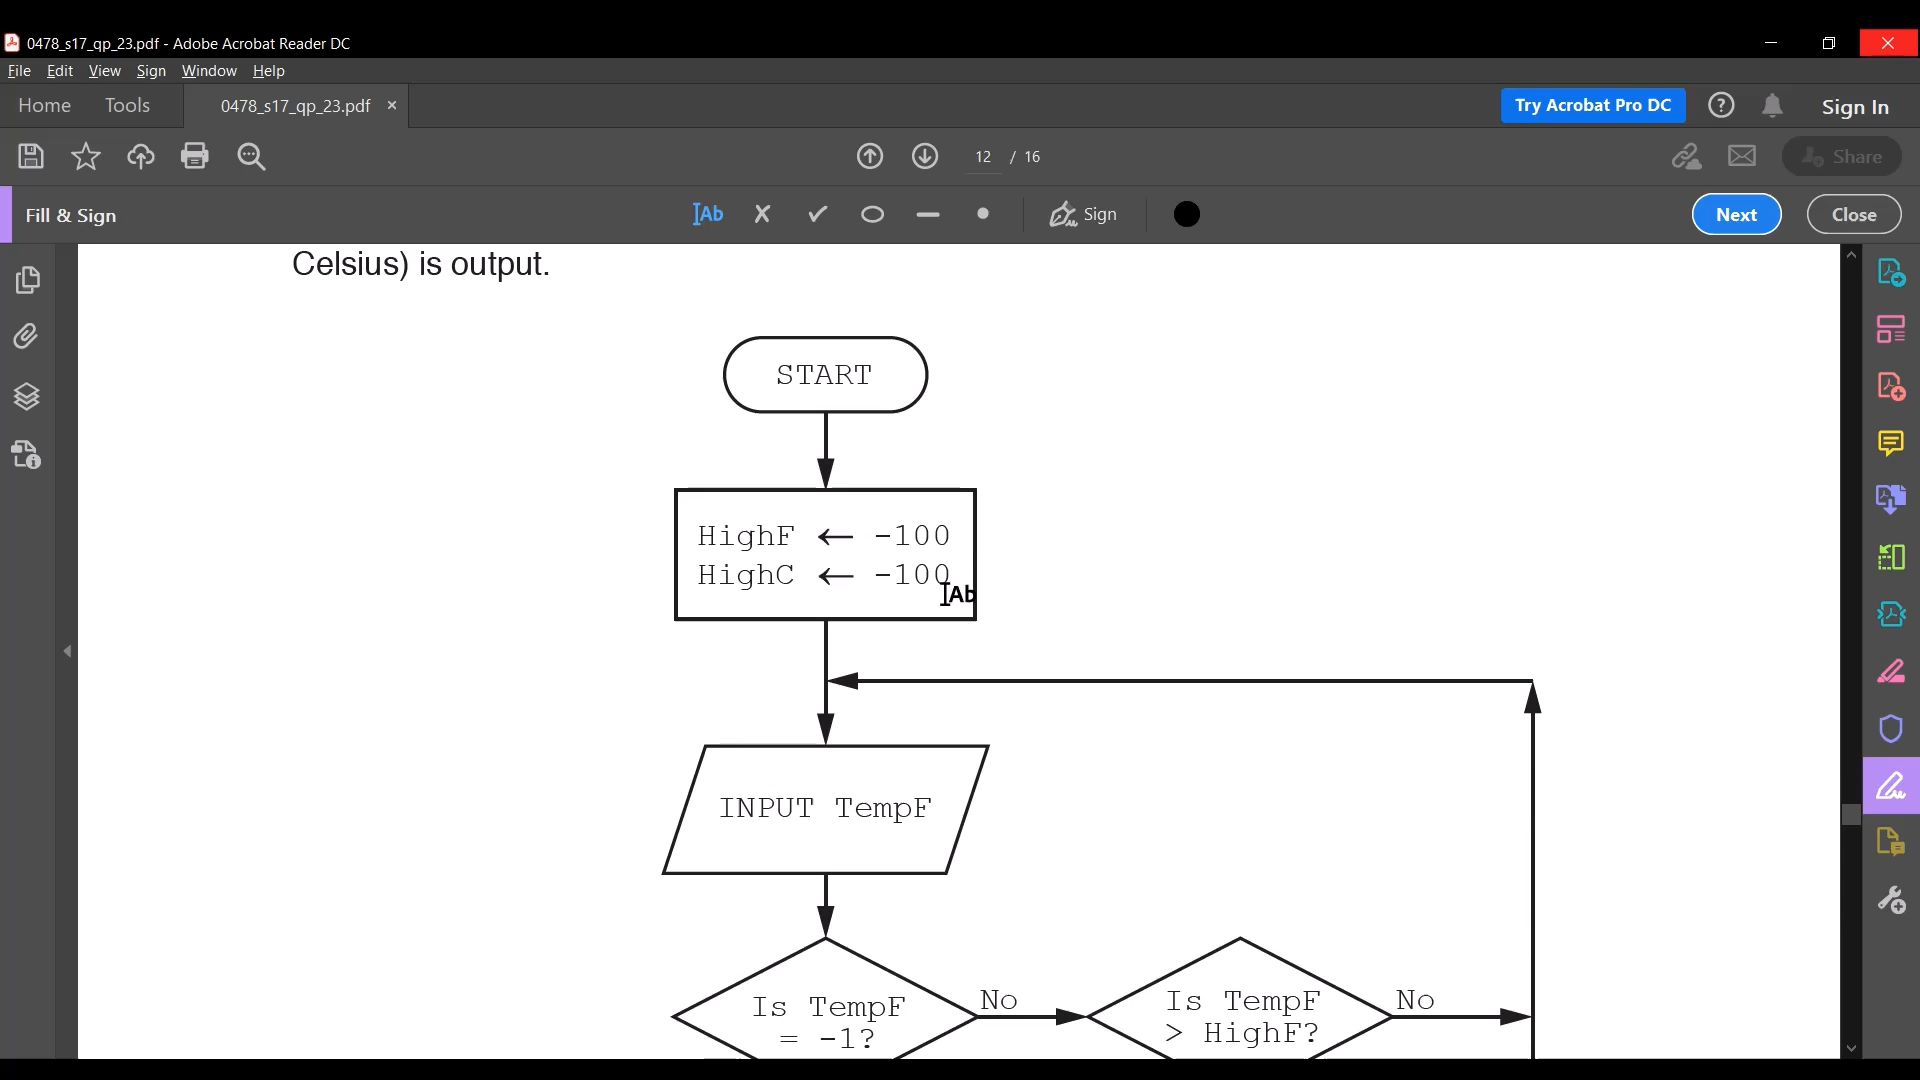 0478_s17_qp_23.pdf - Adobe Acrobat Reader DC
File Edit View Sign Window Help
Home Tools 0478_s17_qp_23.pdf × Try Acrobat Pro DC ? Sign In
12 / 16 Share
Fill & Sign Ab Sign Next Close
Celsius) is output.
START
HighF ← -100
HighC ← -100
Ab
INPUT TempF
Is TempF
= -1?
No
Is TempF
> HighF?
No